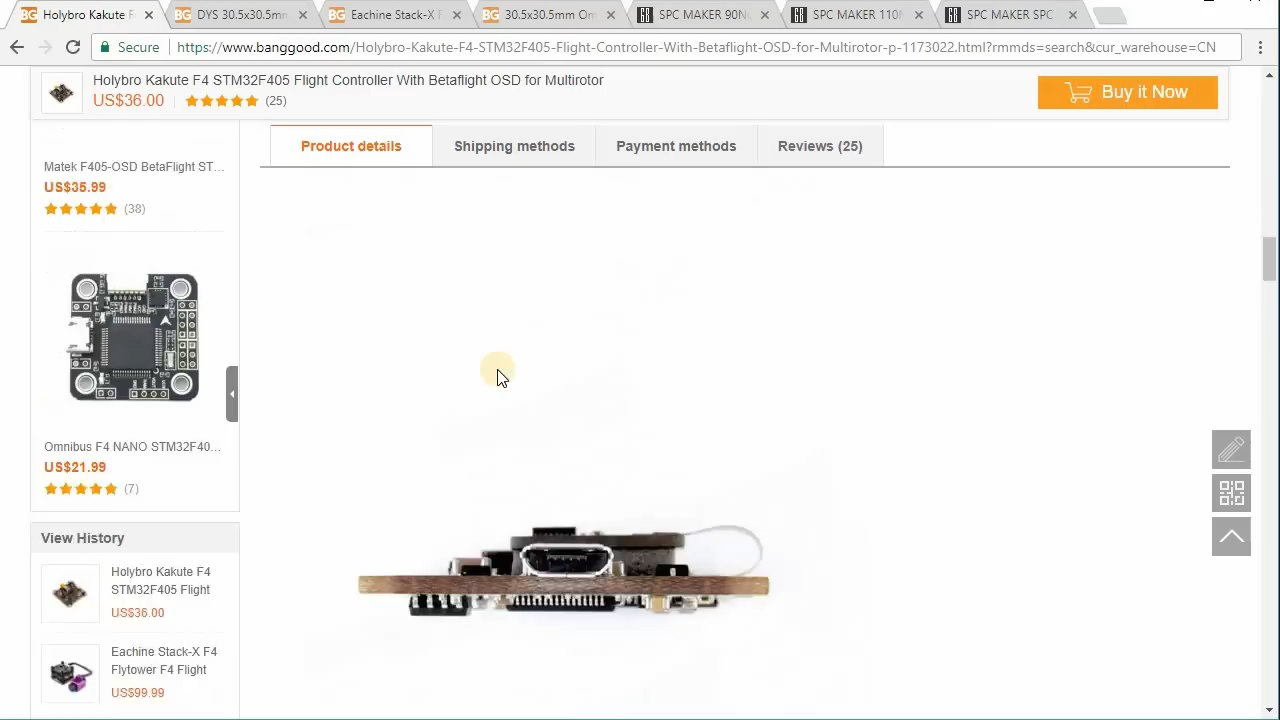 Holybro Kakute F
DYS 30.5x30.5mm
Eachine Stack-X F
30.5x30.5mm Om
SPC MAKER
SPC MAKER 110
SPC MAKER
Secure
https://www.banggood.com/Holybro-Kakute-F4-STM32F405-Flight-Controller-With-Betaflight-OSD-for-Multirotor-p-1173022.html?rmmds=search&cur_warehouse=CN
Holybro Kakute F4 STM32F405 Flight Controller With Betaflight OSD for Multirotor
US$36.00
(25)
Buy it Now
Product details
Shipping methods
Payment methods
Reviews (25)
Matek F405-OSD BetaFlight ST...
US$35.99
(38)
Omnibus F4 NANO STM32F40...
US$21.99
(7)
View History
Holybro Kakute F4
STM32F405 Flight
US$36.00
Eachine Stack-X F4
Flytower F4 Flight
US$99.99